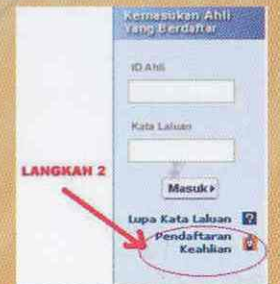 Kemasukan Ahli
Yang Berdaftar
ID Ahli
Kata Laluan
LANGKAH 2
Masuk
Lupa Kata Laluan ?
Pendaftaran
Keahlian